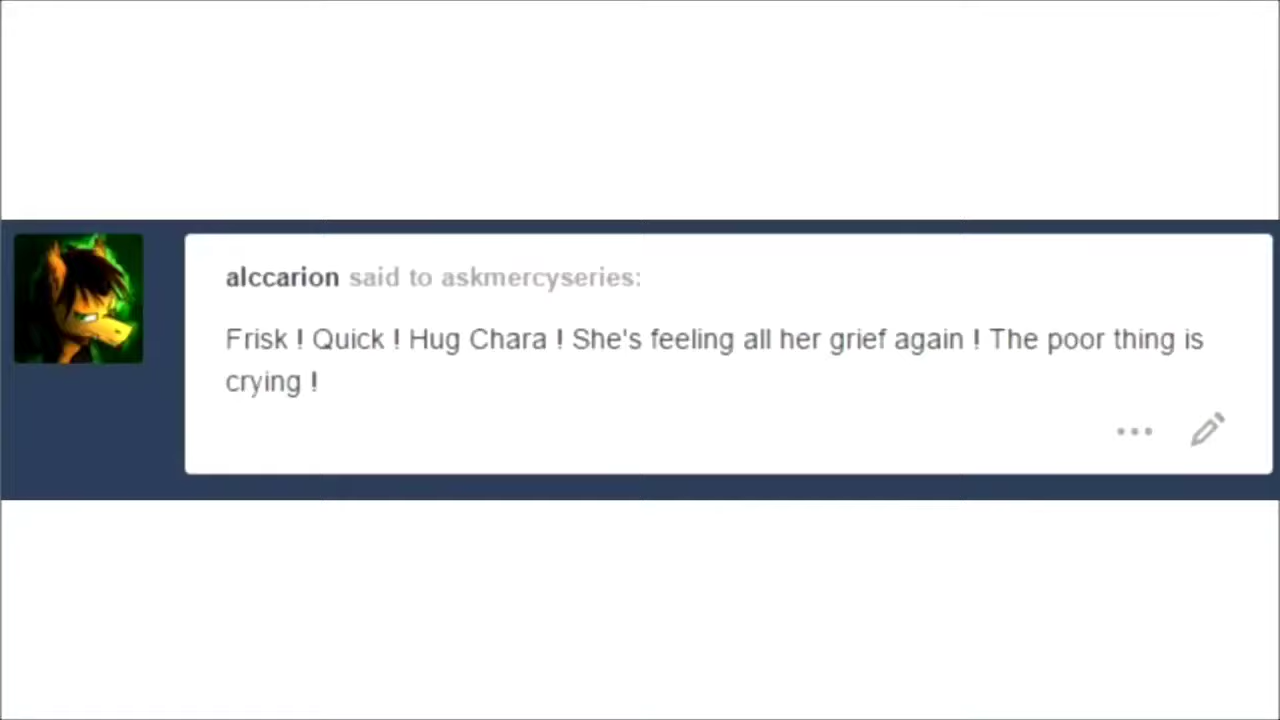 alccarion said to askmercyseries:
Frisk ! Quick ! Hug Chara ! She's feeling all her grief again ! The poor thing is
crying !